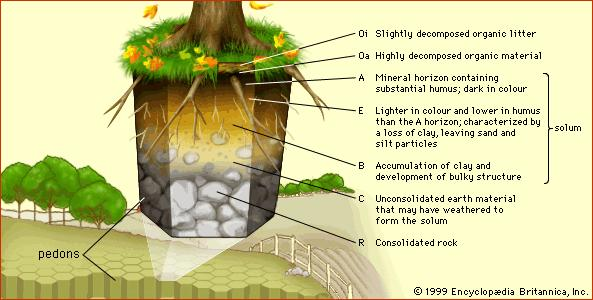 Oi Slightly decomposed organic litter
Oa Highly decomposed organic material
A Mineral horizon containing
substantial humus; dark in colour
E Lighter in colour and lower in humus
than the A horizon; characterized by
a loss of clay, leaving sand and
silt particles
solum
B Accumulation of clay and
development of bulky structure
C Unconsolidated earth material
that may have weathered to
form the solum
R Consolidated rock
pedons
© 1999 Encyclopædia Britannica, Inc.